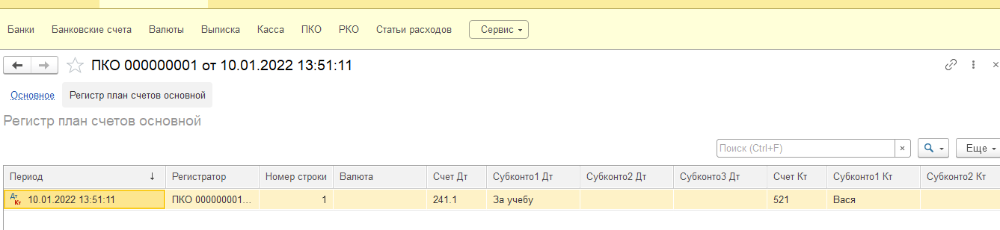 Банки Банковские счета Валюты Выписка Касса ПКО РКО Статьи расходов Сервис
ПКО 000000001 от 10.01.2022 13:51:11
Основное Регистр план счетов основной
Регистр план счетов основной
Поиск (Ctrl+F) × Еще
Период ↓ Регистратор Номер строки Валюта Счет Дт Субконто1 Дт Субконто2 Дт Субконто3 Дт Счет Кт Субконто1 Кт Субконто2 Кт
Дт Кт 10.01.2022 13:51:11 ПКО 000000001... 1 241.1 За учебу 521 Вася